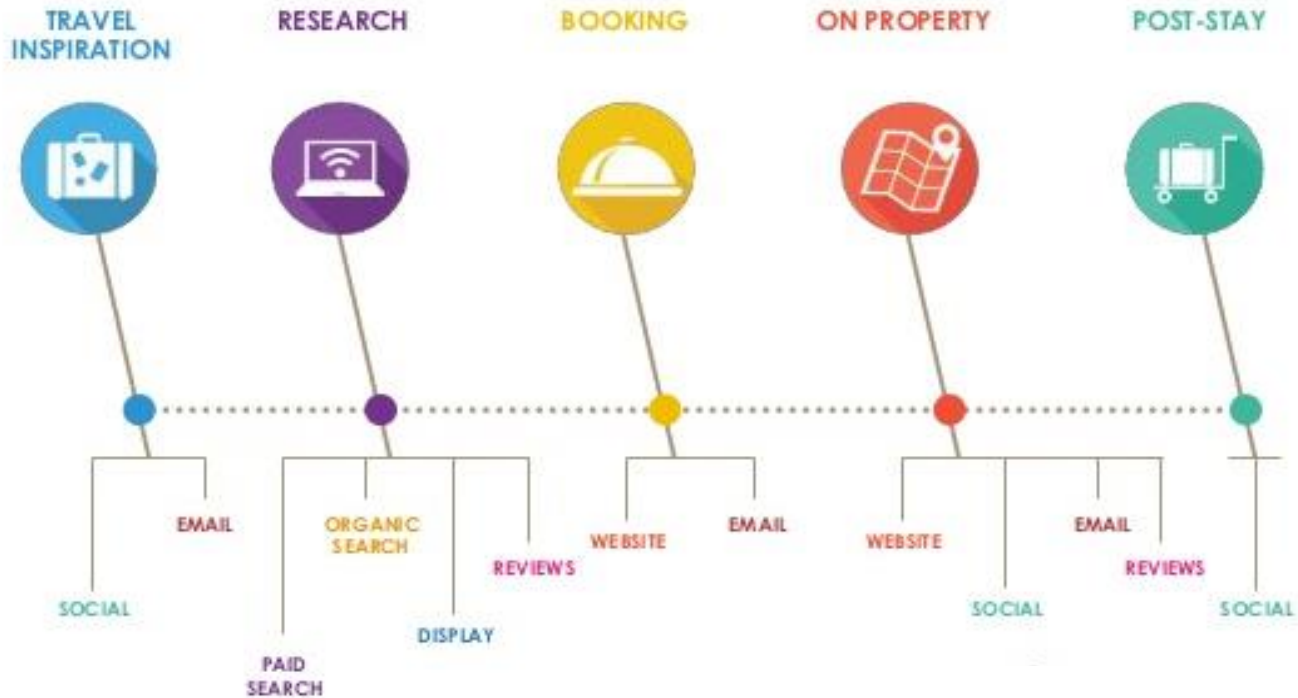 TRAVEL
INSPIRATION
RESEARCH
BOOKING
ON PROPERTY
POST-STAY
SOCIAL
EMAIL
PAID
SEARCH
ORGANIC
SEARCH
DISPLAY
REVIEWS
WEBSITE
EMAIL
WEBSITE
SOCIAL
EMAIL
REVIEWS
SOCIAL